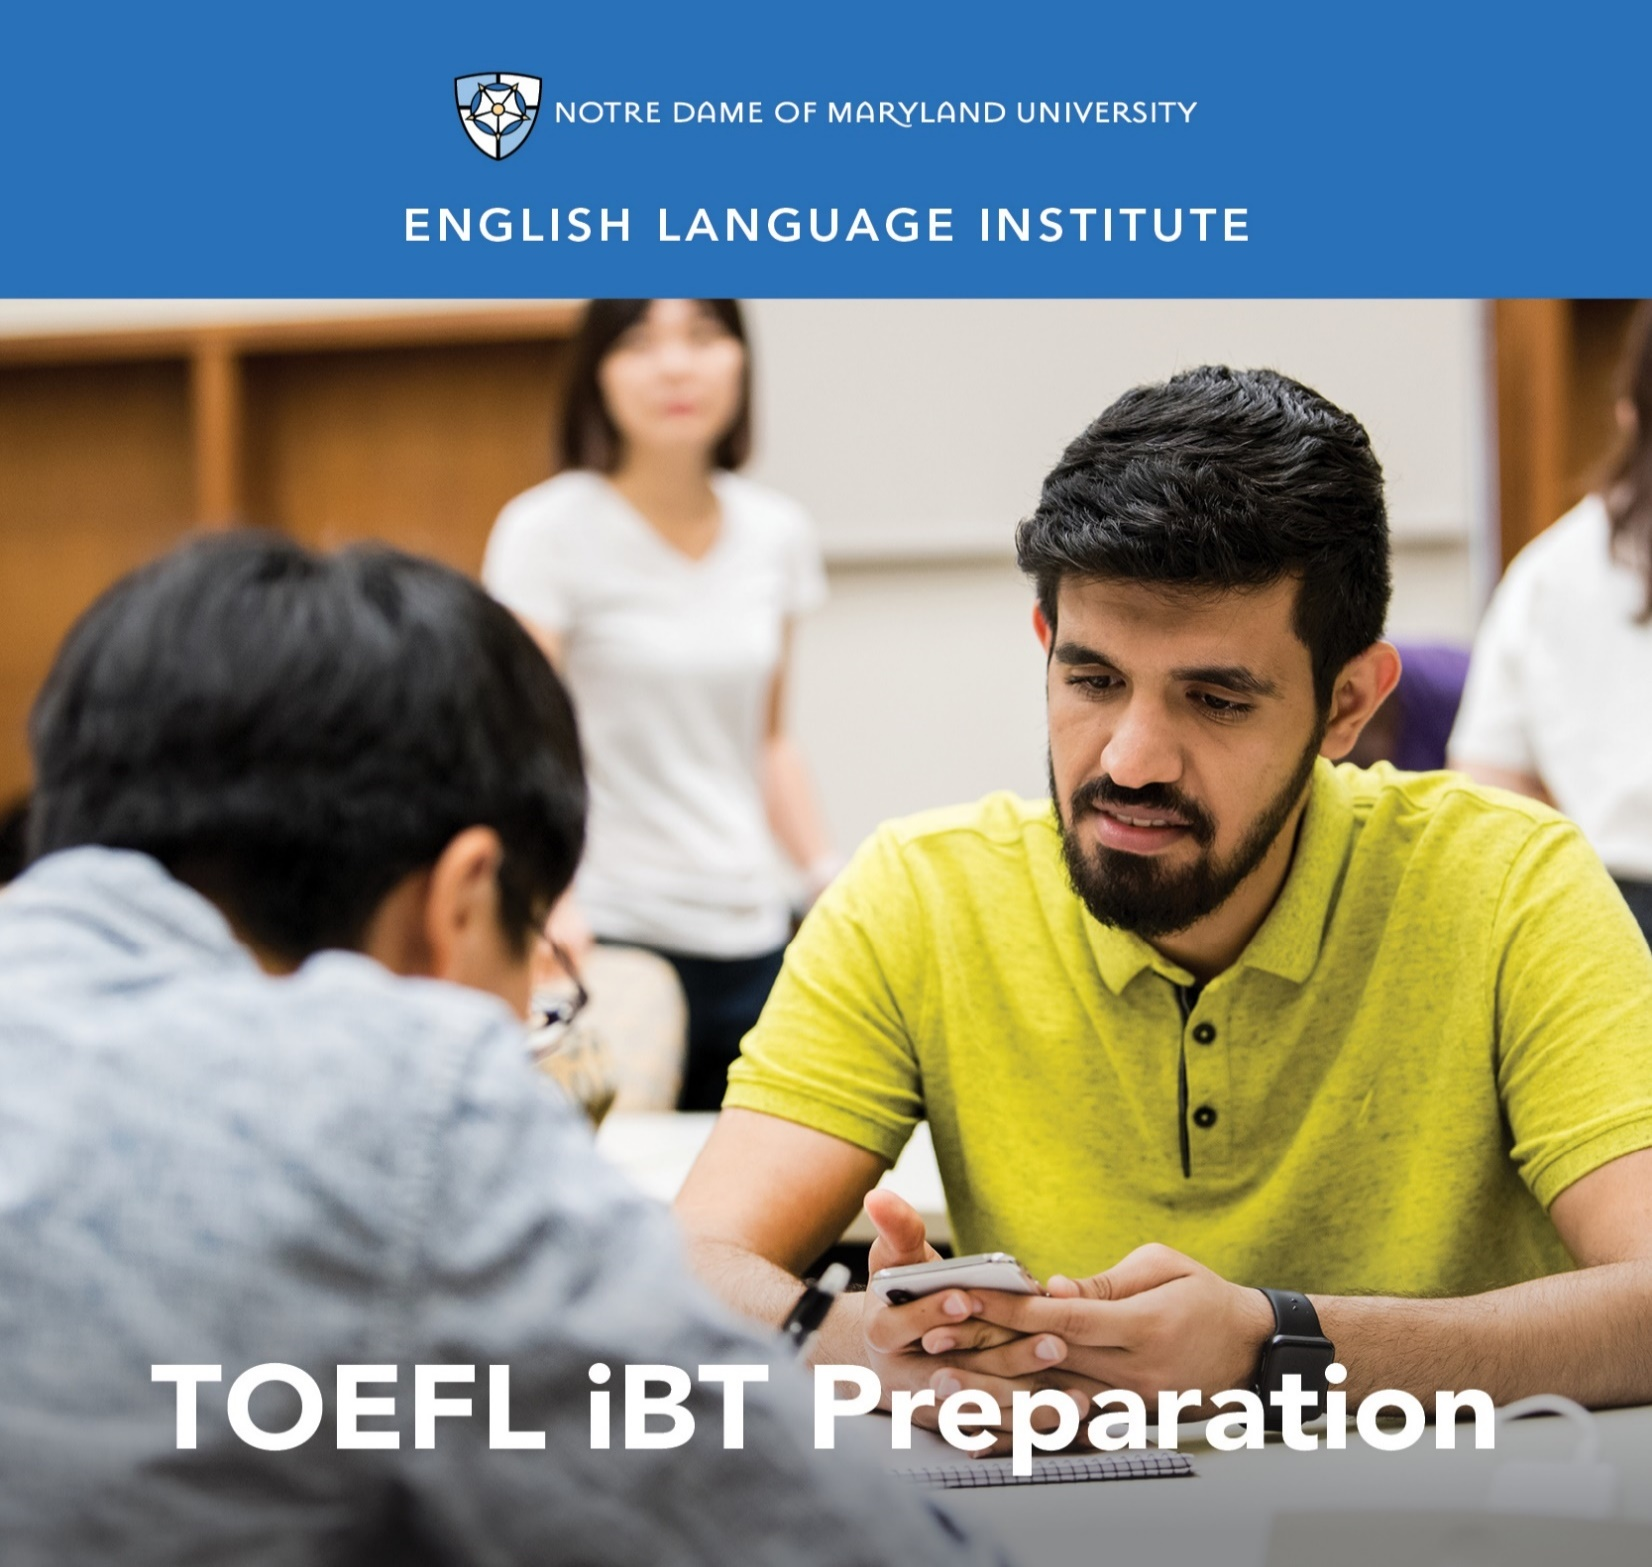 NOTRE DAME OF MARYLAND UNIVERSITY
ENGLISH LANGUAGE INSTITUTE
TOEFL iBT Preparation